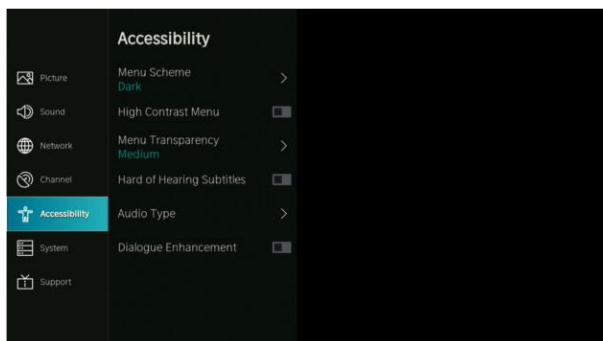 Accessibility
Picture
Sound
Network
Channel
Accessibility
System
Support
Menu Scheme
Dark
High Contrast Menu
Menu Transparency
Medium
Hard of Hearing Subtitles
Audio Type
Dialogue Enhancement